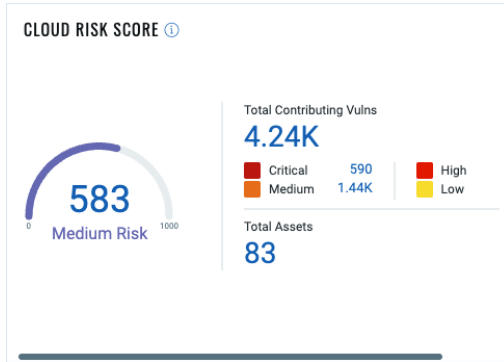 CLOUD RISK SCORE
583
Medium Risk
0
1000
Total Contributing Vulns
4.24K
Critical 590 High
Medium 1.44K Low
Total Assets
83